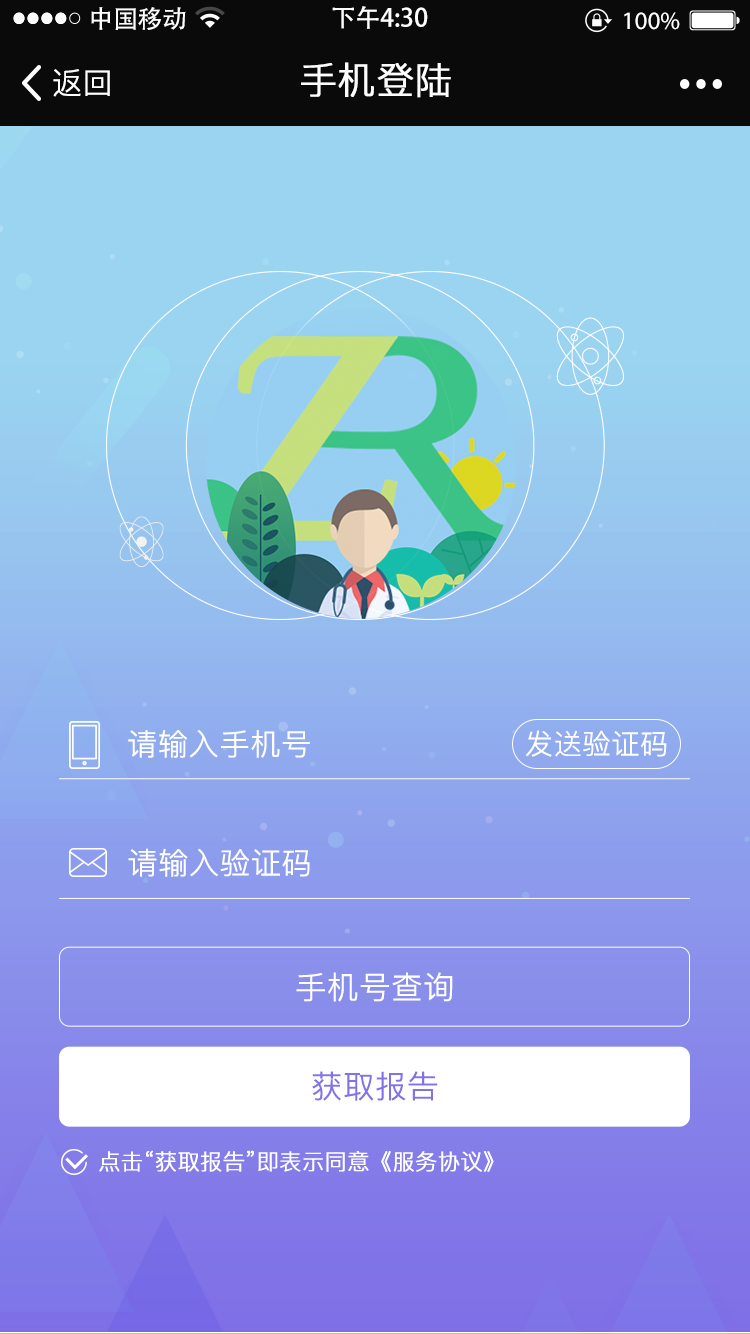 中国移动 下午4:30 100%
返回 手机登陆
ZR
请输入手机号 发送验证码
请输入验证码
手机号查询
获取报告
点击“获取报告”即表示同意《服务协议》